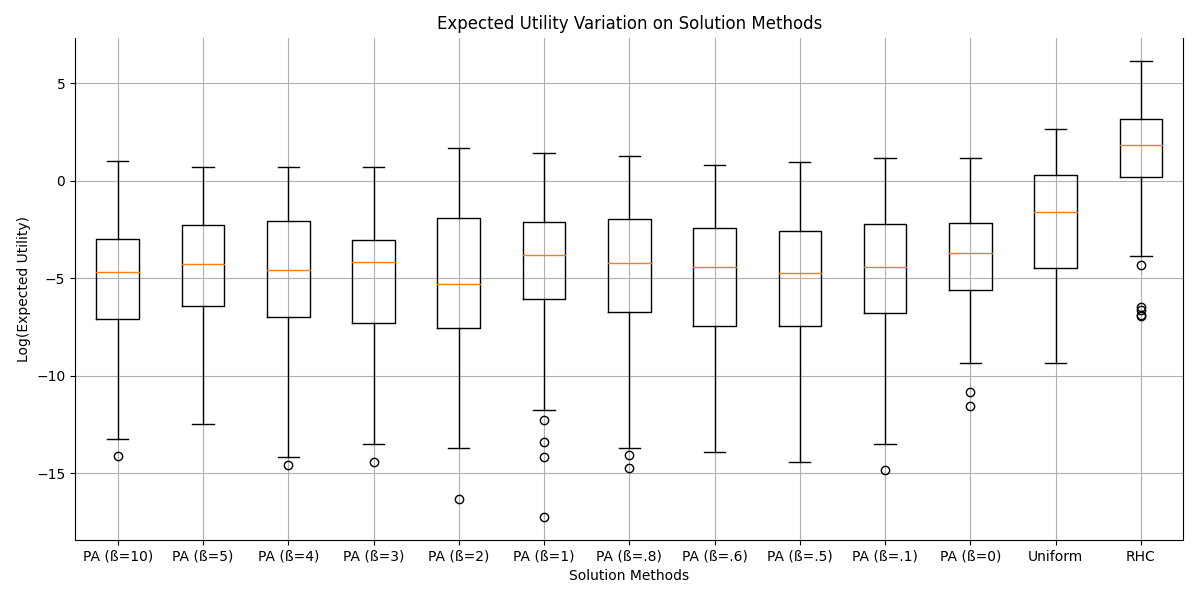 Expected Utility Variation on Solution Methods
Log(Expected Utility)
5
0
−5
−10
−15
PA (ß=10) PA (ß=5) PA (ß=4) PA (ß=3) PA (ß=2) PA (ß=1) PA (ß=.8) PA (ß=.6) PA (ß=.5) PA (ß=.1) PA (ß=0) Uniform RHC
Solution Methods